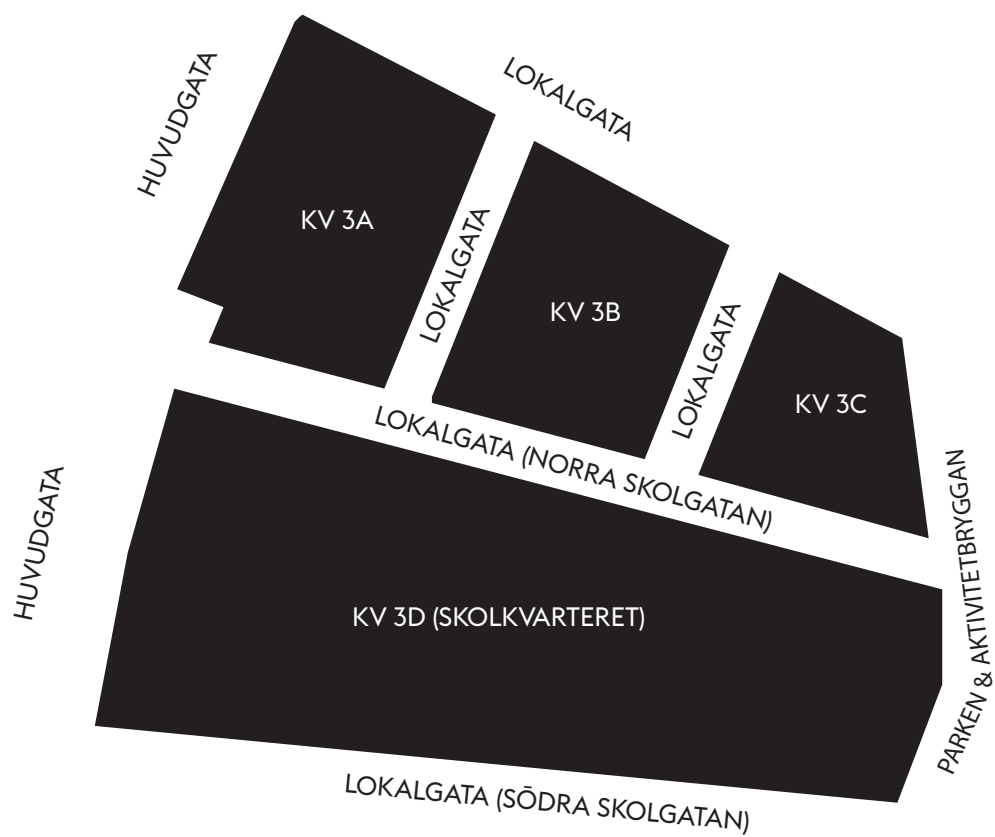 LOKALGATA
HUVUDGATA
KV 3A
LOKALGATA
KV 3B
LOKALGATA
KV 3C
LOKALGATA (NORRA SKOLGATAN)
HUVUDGATA
PARKEN & AKTIVITETBRYGGAN
KV 3D (SKOLKVARTERET)
LOKALGATA (SÖDRA SKOLGATAN)